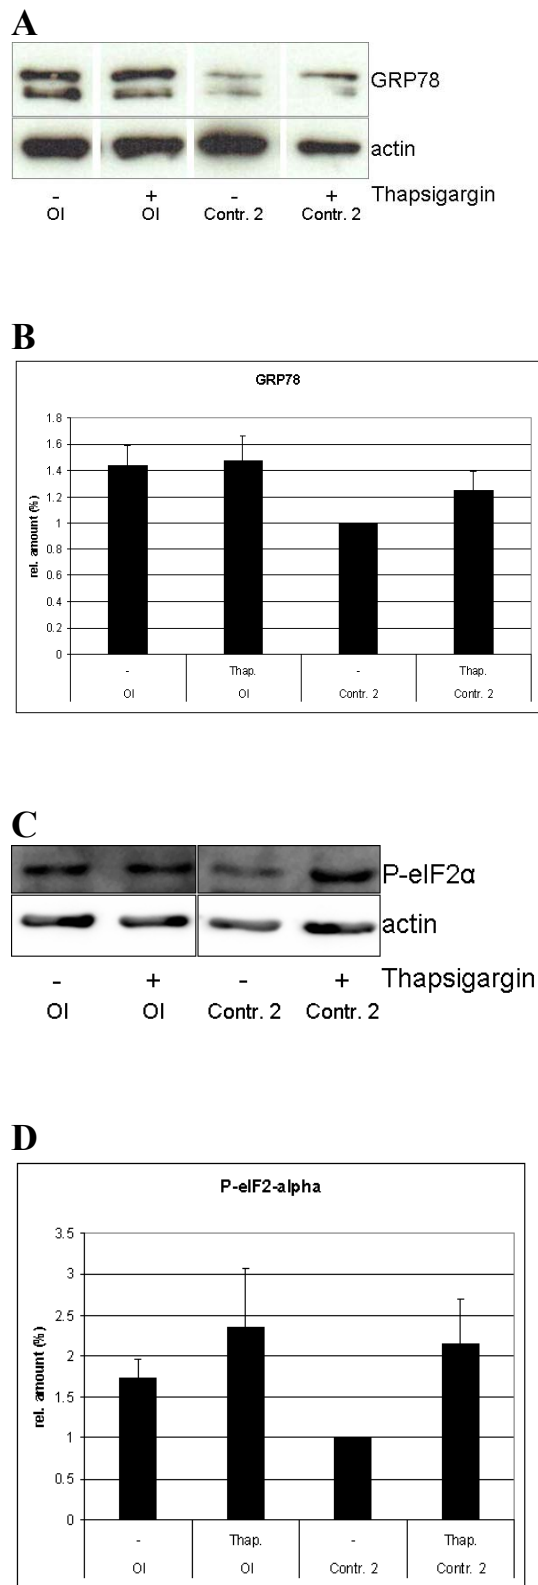 A
GRP78
actin
- + - + Thapsigargin
OI OI Contr. 2 Contr. 2
B
GRP78
rel. amount (%)
1.8
1.6
1.4
1.2
1
0.8
0.6
0.4
0.2
0
- Thap. - Thap.
OI OI Contr. 2 Contr. 2
C
P-eIF2α
actin
- + - + Thapsigargin
OI OI Contr. 2 Contr. 2
D
P-eIF2-alpha
rel. amount (%)
3.5
3
2.5
2
1.5
1
0.5
0
- Thap. - Thap.
OI OI Contr. 2 Contr. 2